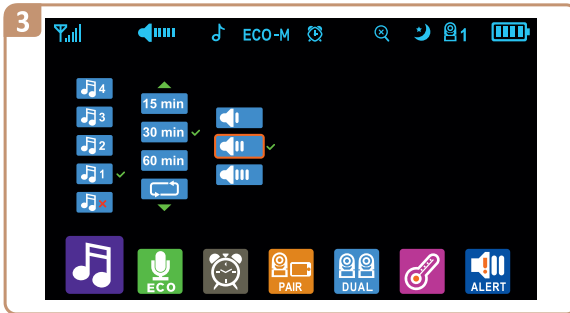 3
ECO-M 1
4
3
2
1
15 min
30 min
60 min
ECO
PAIR
DUAL
ALERT